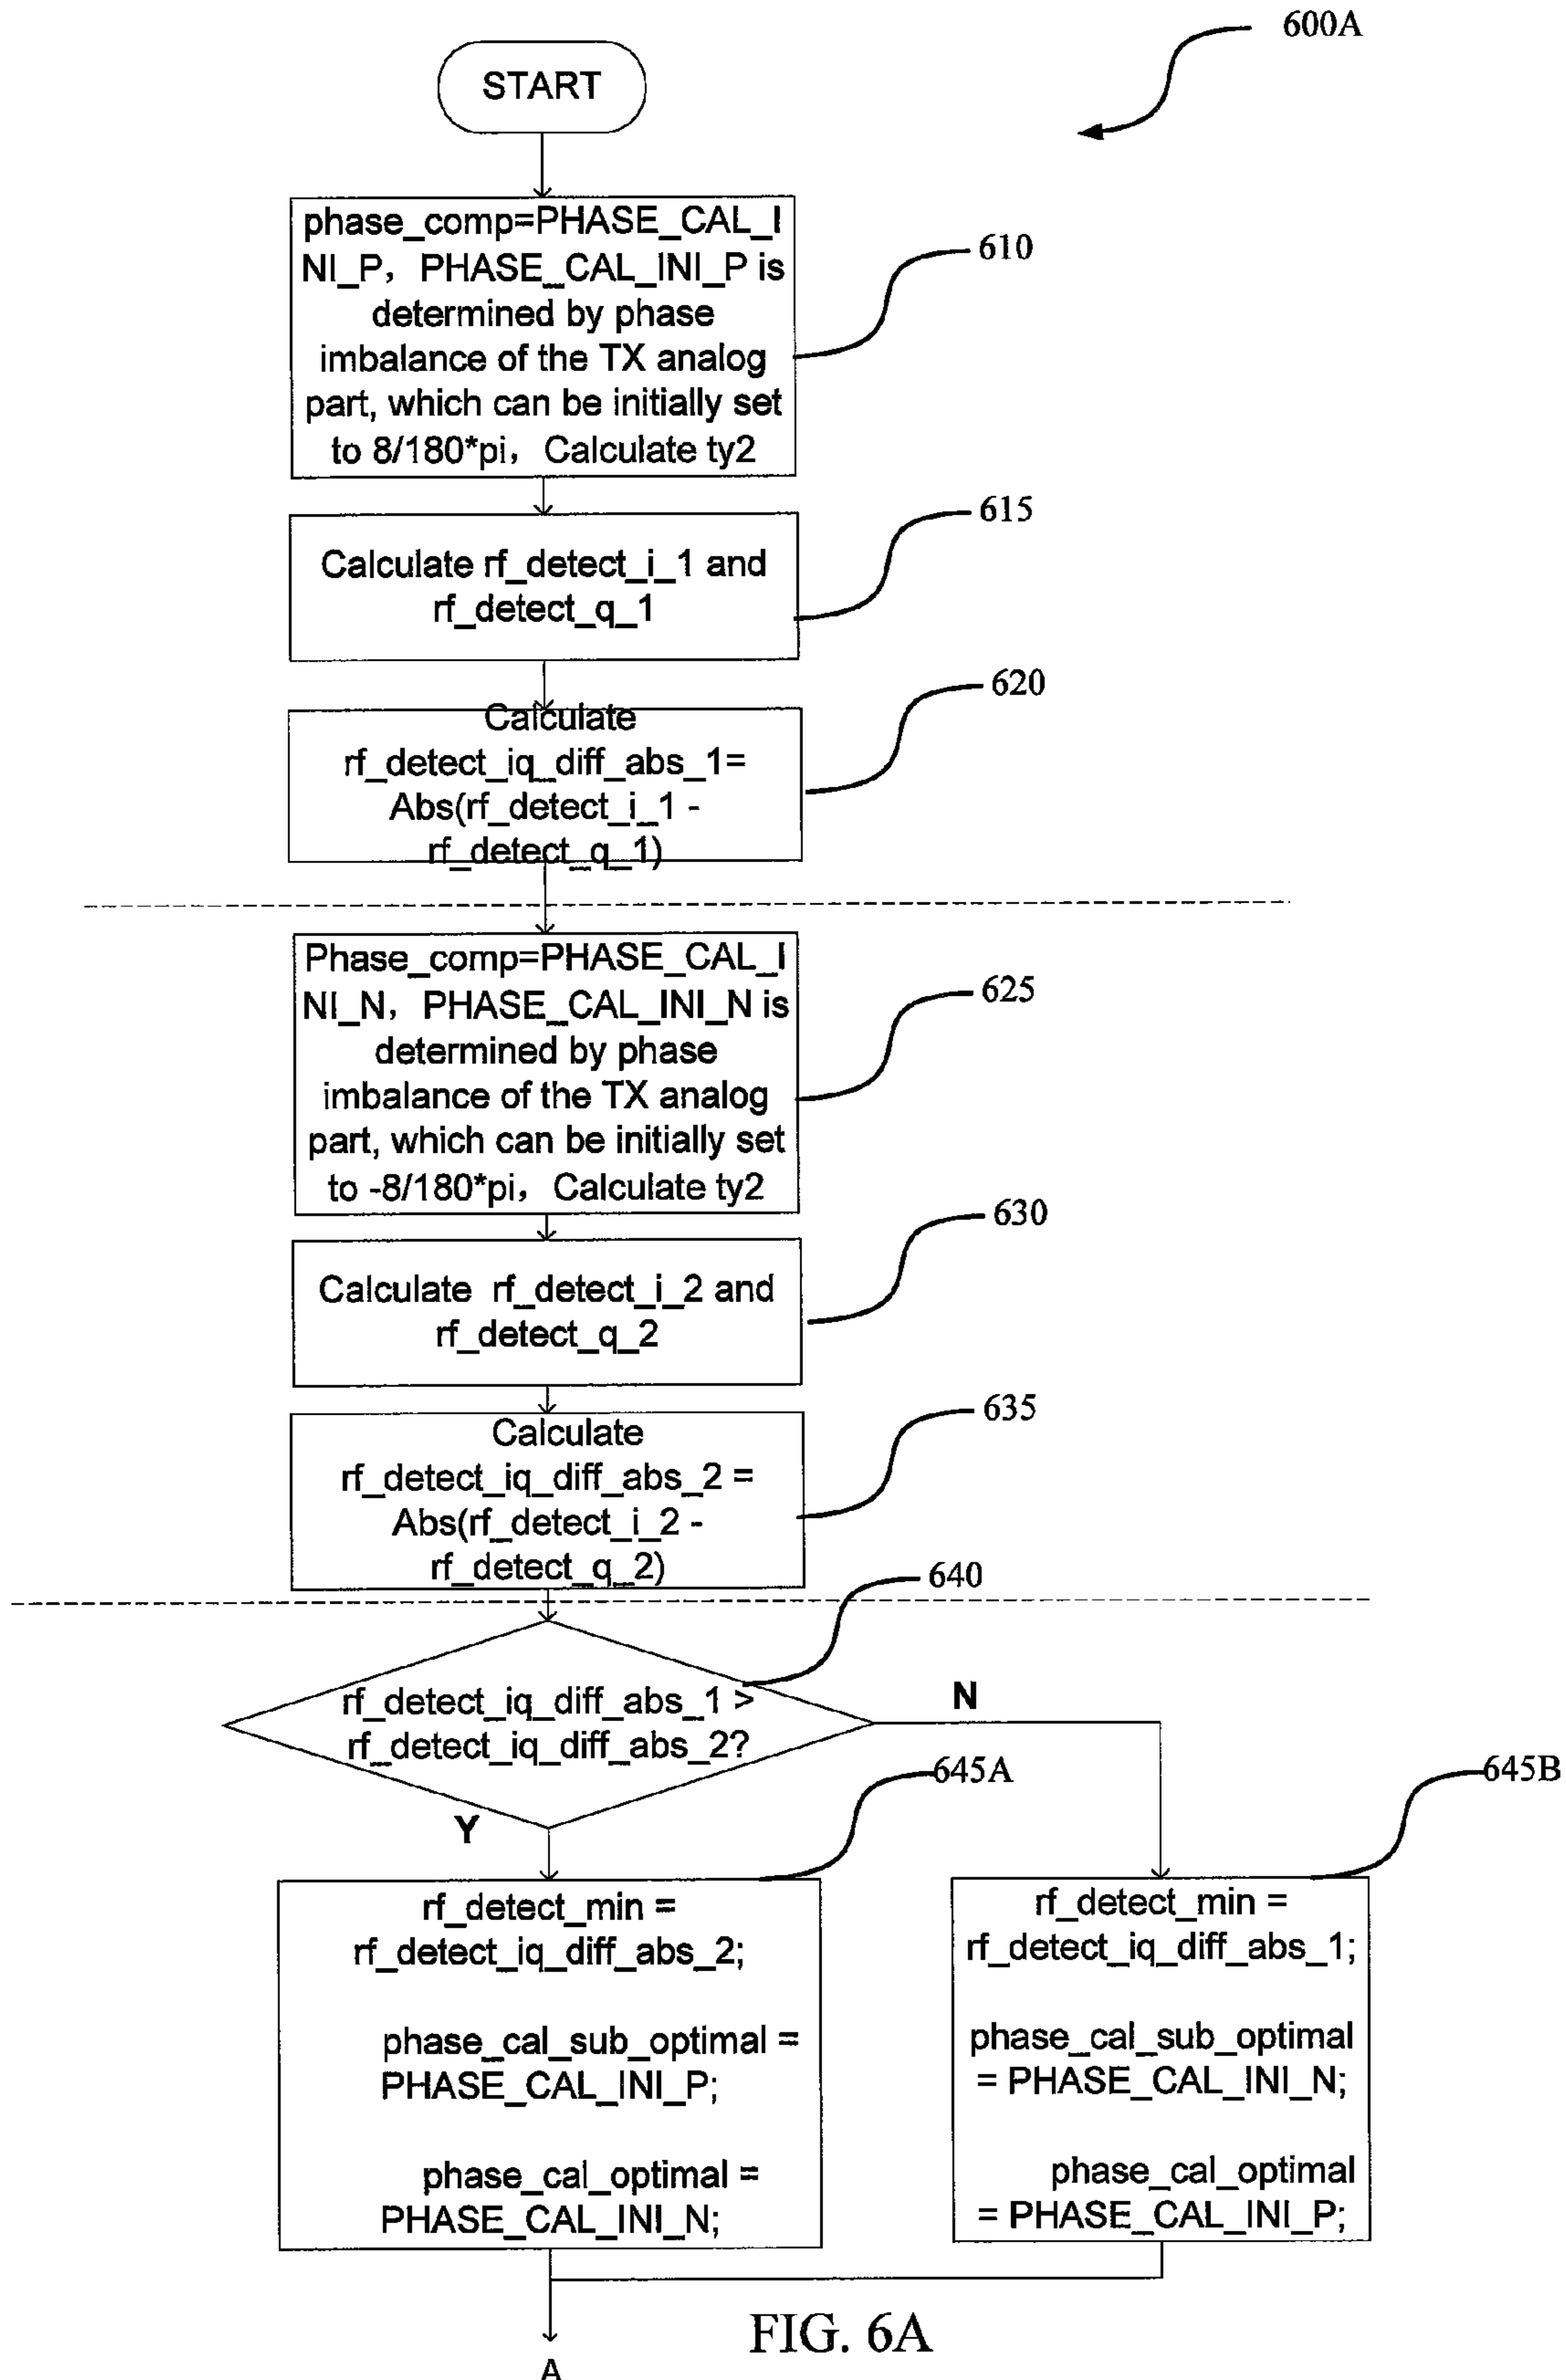 600A
START
phase_comp=PHASE_CAL_I
NI_P， PHASE_CAL_INI_P is
determined by phase
imbalance of the TX analog
part, which can be initially set
to 8/180*pi， Calculate ty2
610
Calculate rf_detect_i_1 and
rf_detect_q_1
615
Calculate
rf_detect_iq_diff_abs_1=
Abs(rf_detect_i_1 -
rf_detect_q_1)
620
Phase_comp=PHASE_CAL_I
NI_N， PHASE_CAL_INI_N is
determined by phase
imbalance of the TX analog
part, which can be initially set
to -8/180*pi， Calculate ty2
625
Calculate rf_detect_i_2 and
rf_detect_q_2
630
Calculate
rf_detect_iq_diff_abs_2 =
Abs(rf_detect_i_2 -
rf_detect_q_2)
635
640
rf_detect_iq_diff_abs_1 >
rf_detect_iq_diff_abs_2?
N
Y
645A
645B
rf_detect_min =
rf_detect_iq_diff_abs_2;
phase_cal_sub_optimal =
PHASE_CAL_INI_P;
phase_cal_optimal =
PHASE_CAL_INI_N;
rf_detect_min =
rf_detect_iq_diff_abs_1;
phase_cal_sub_optimal
= PHASE_CAL_INI_N;
phase_cal_optimal
= PHASE_CAL_INI_P;
FIG. 6A
A